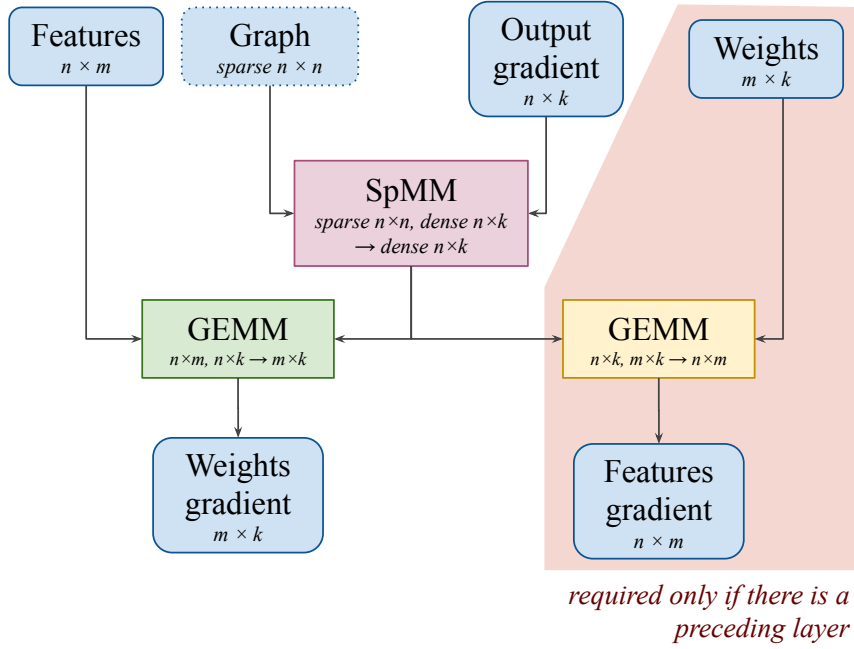 Features
n × m
Graph
sparse n × n
Output
gradient
n × k
Weights
m × k
SpMM
sparse n×n, dense n×k
→ dense n×k
GEMM
n×m, n×k → m×k
GEMM
n×k, m×k → n×m
Weights
gradient
m × k
Features
gradient
n × m
required only if there is a
preceding layer